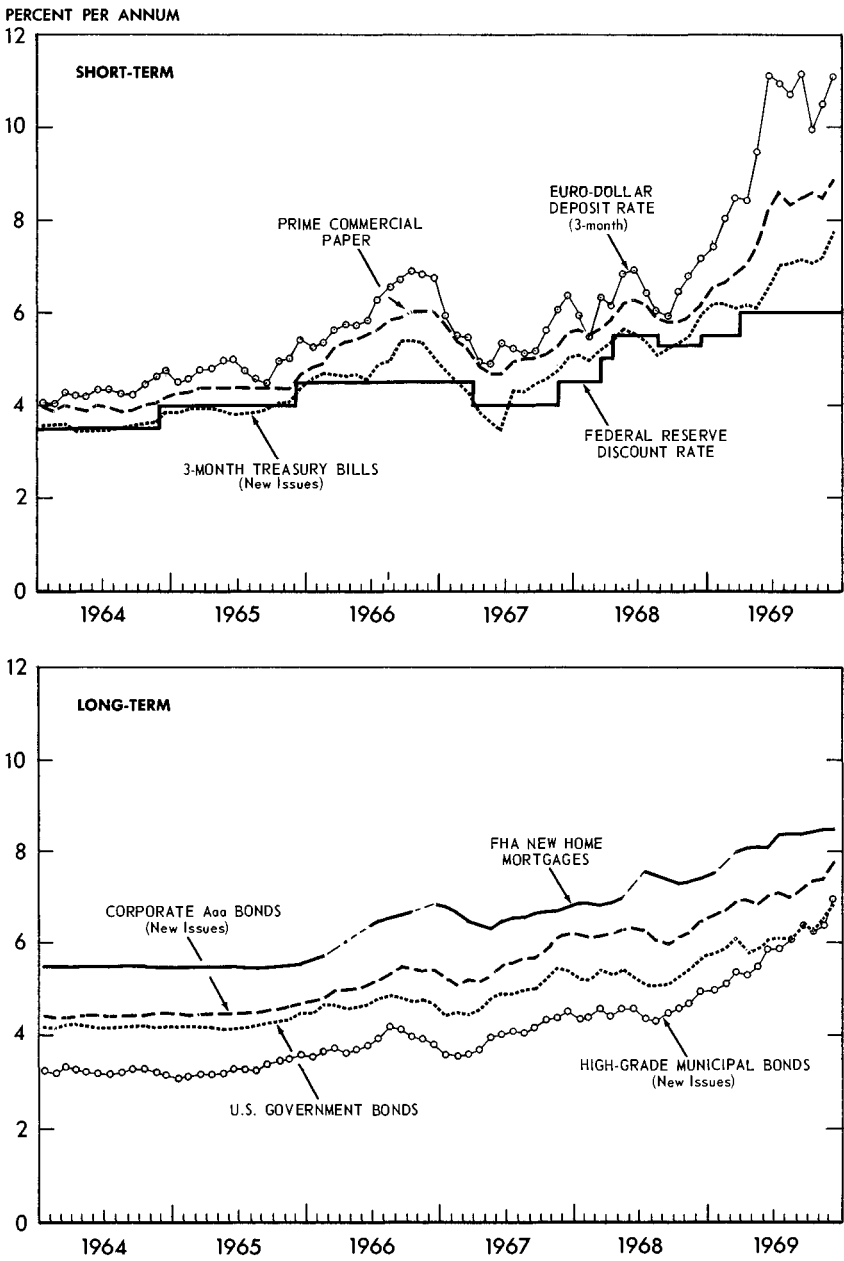 PERCENT PER ANNUM
12
SHORT-TERM
10
EURO-DOLLAR
DEPOSIT RATE
(3-month)
8
PRIME COMMERCIAL
PAPER
6
4
FEDERAL RESERVE
DISCOUNT RATE
3-MONTH TREASURY BILLS
(New Issues)
2
0
1964 1965 1966 1967 1968 1969
12
LONG-TERM
10
FHA NEW HOME
MORTGAGES
8
CORPORATE Aaa BONDS
(New Issues)
6
4
HIGH-GRADE MUNICIPAL BONDS
(New Issues)
U.S. GOVERNMENT BONDS
2
0
1964 1965 1966 1967 1968 1969